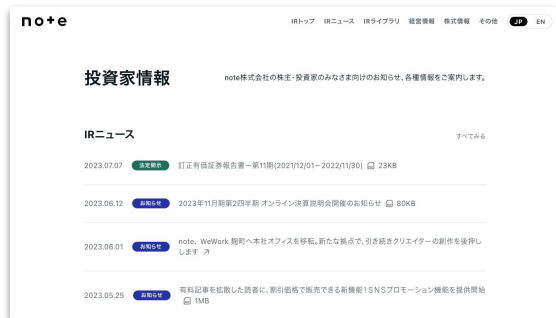 note
IRトップ IRニュース IRライブラリ 経営情報 株式情報 その他 JP EN
投資家情報
note株式会社の株主・投資家のみなさま向けのお知らせ、各種情報をご案内します。
IRニュース
すべてみる
2023.07.07 法定開示 訂正有価証券報告書－第11期(2021/12/01－2022/11/30) 23KB
2023.06.12 お知らせ 2023年11月期第2四半期 オンライン決算説明会開催のお知らせ 80KB
2023.06.01 お知らせ note、WeWork 麹町へ本社オフィスを移転。新たな拠点で、引き続きクリエイターの創作を後押し
します
2023.05.25 お知らせ 有料記事を拡散した読者に、割引価格で販売できる新機能！SNSプロモーション機能を提供開始
1MB